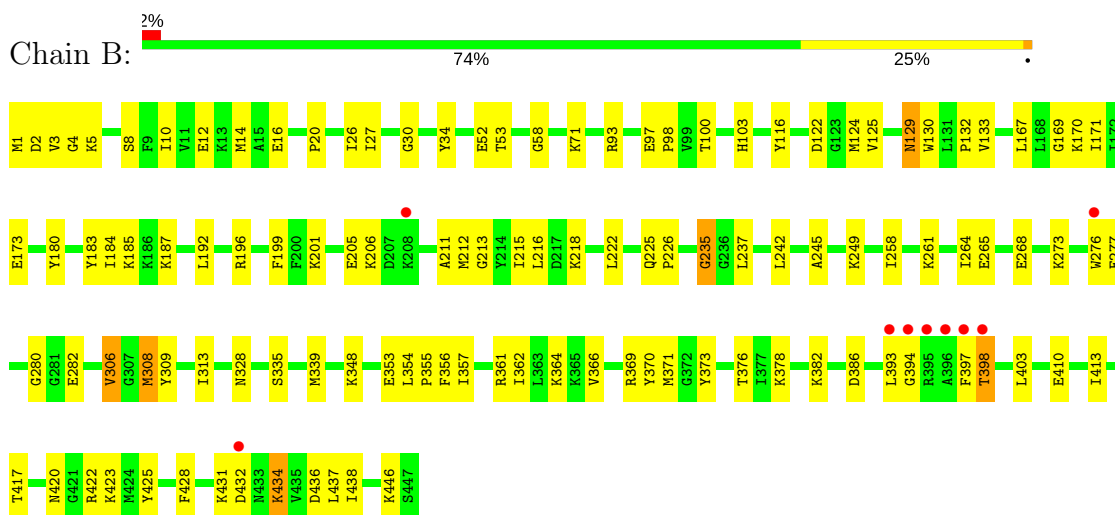 2%
Chain B:
74% 25% •
M1 D2 V3 G4 K5 S8 F9 I10 V11 E12 K13 M14 A15 E16 P20 I26 I27 G30 Y34 E52 T53 G58 K71 R93 E97 P98 V99 T100 H103 Y116 D122 G123 M124 V125 N129 W130 L131 P132 V133 L167 L168 G169 K170 I171 I172
E173 Y180 Y183 I184 K185 K186 K187 L192 R196 F199 F200 K201 E205 K206 D207 K208 A211 M212 G213 Y214 I215 L216 D217 K218 L222 Q225 P226 G235 G236 L237 L242 A245 K249 I258 K261 I264 E265 E268 K273 W276 E277
G280 G281 E282 V306 G307 M308 Y309 I313 N328 S335 M339 K348 E353 L354 P355 F356 I357 R361 I362 L363 K364 K365 V366 R369 Y370 M371 G372 Y373 T376 I377 K378 K382 D386 L393 G394 R395 A396 F397 T398 L403 E410 I413
T417 N420 G421 R422 K423 M424 Y425 F428 K431 D432 N433 K434 V435 D436 L437 I438 K446 S447